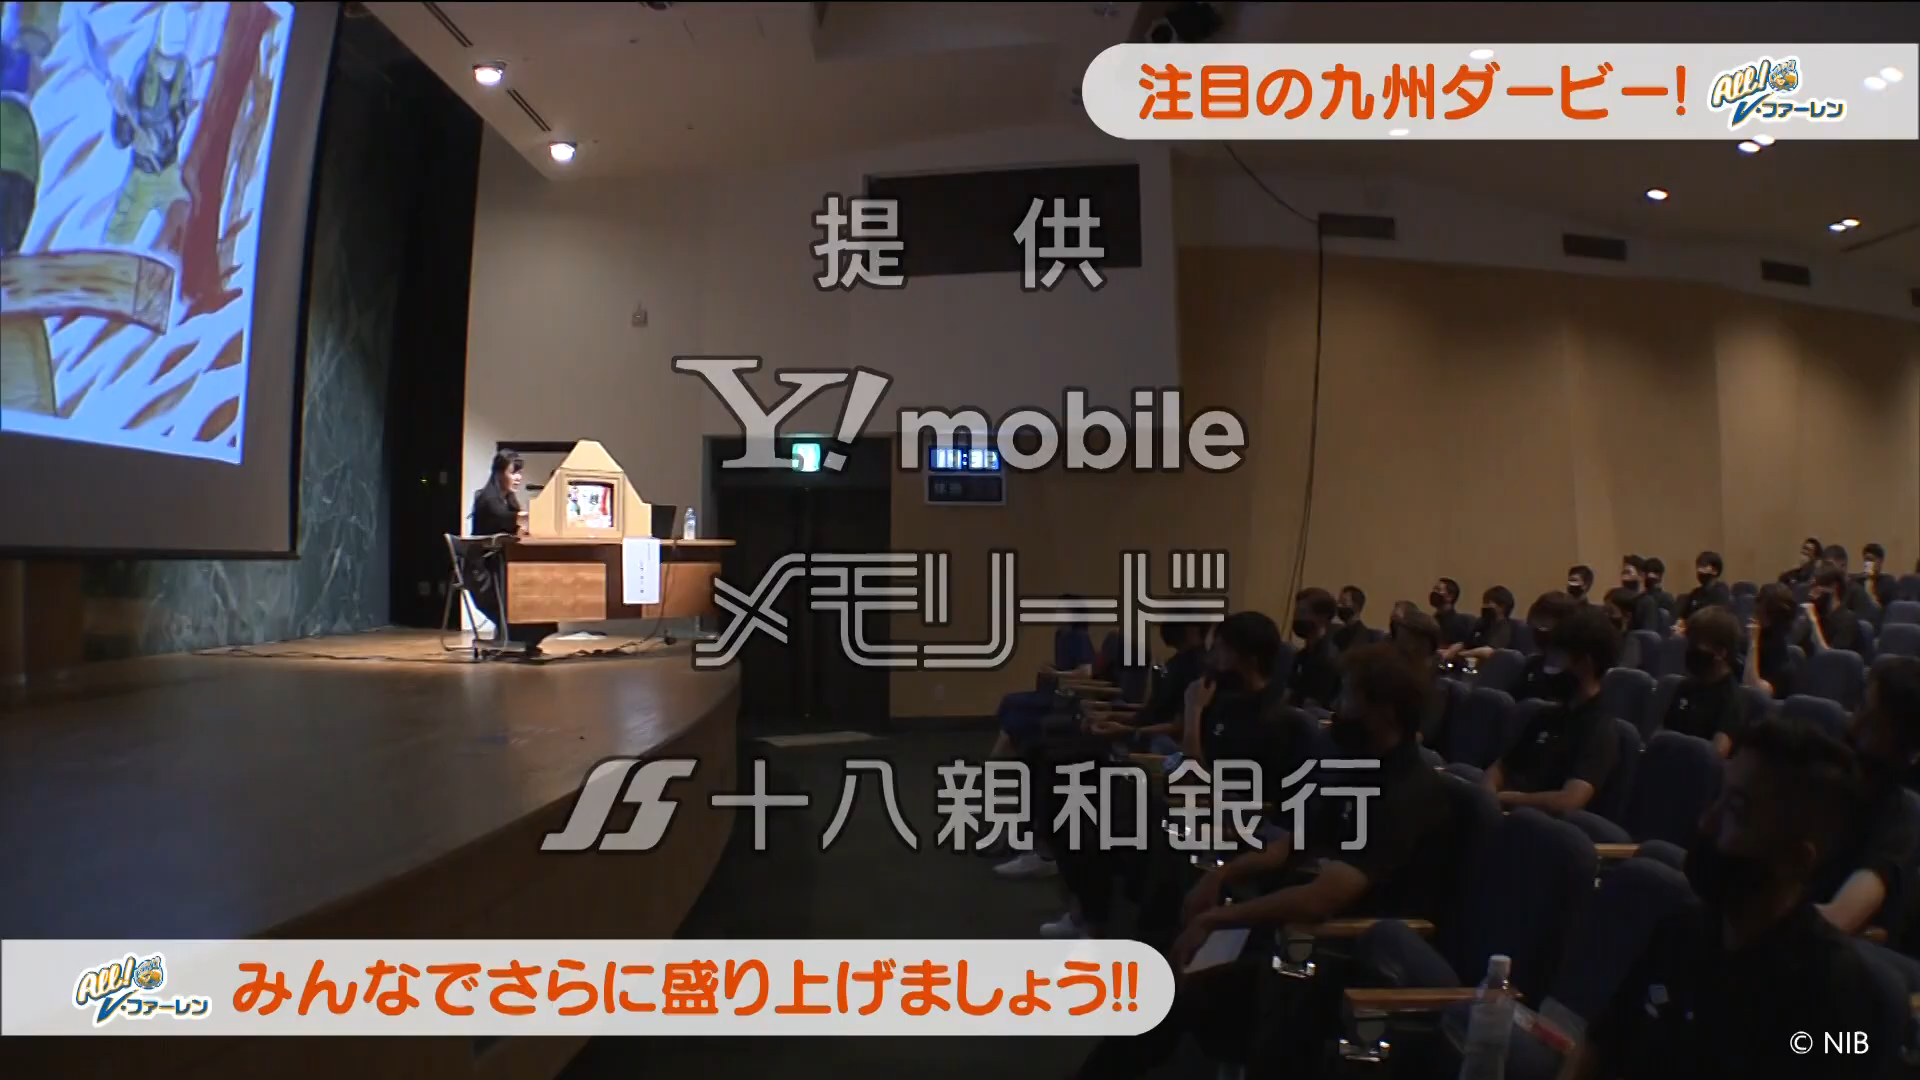 注目の九州ダービー!
All! V・ファーレン
提供
Y!mobile
メモリード
十八親和銀行
All! V・ファーレン
みんなでさらに盛り上げましょう!!
© NIB